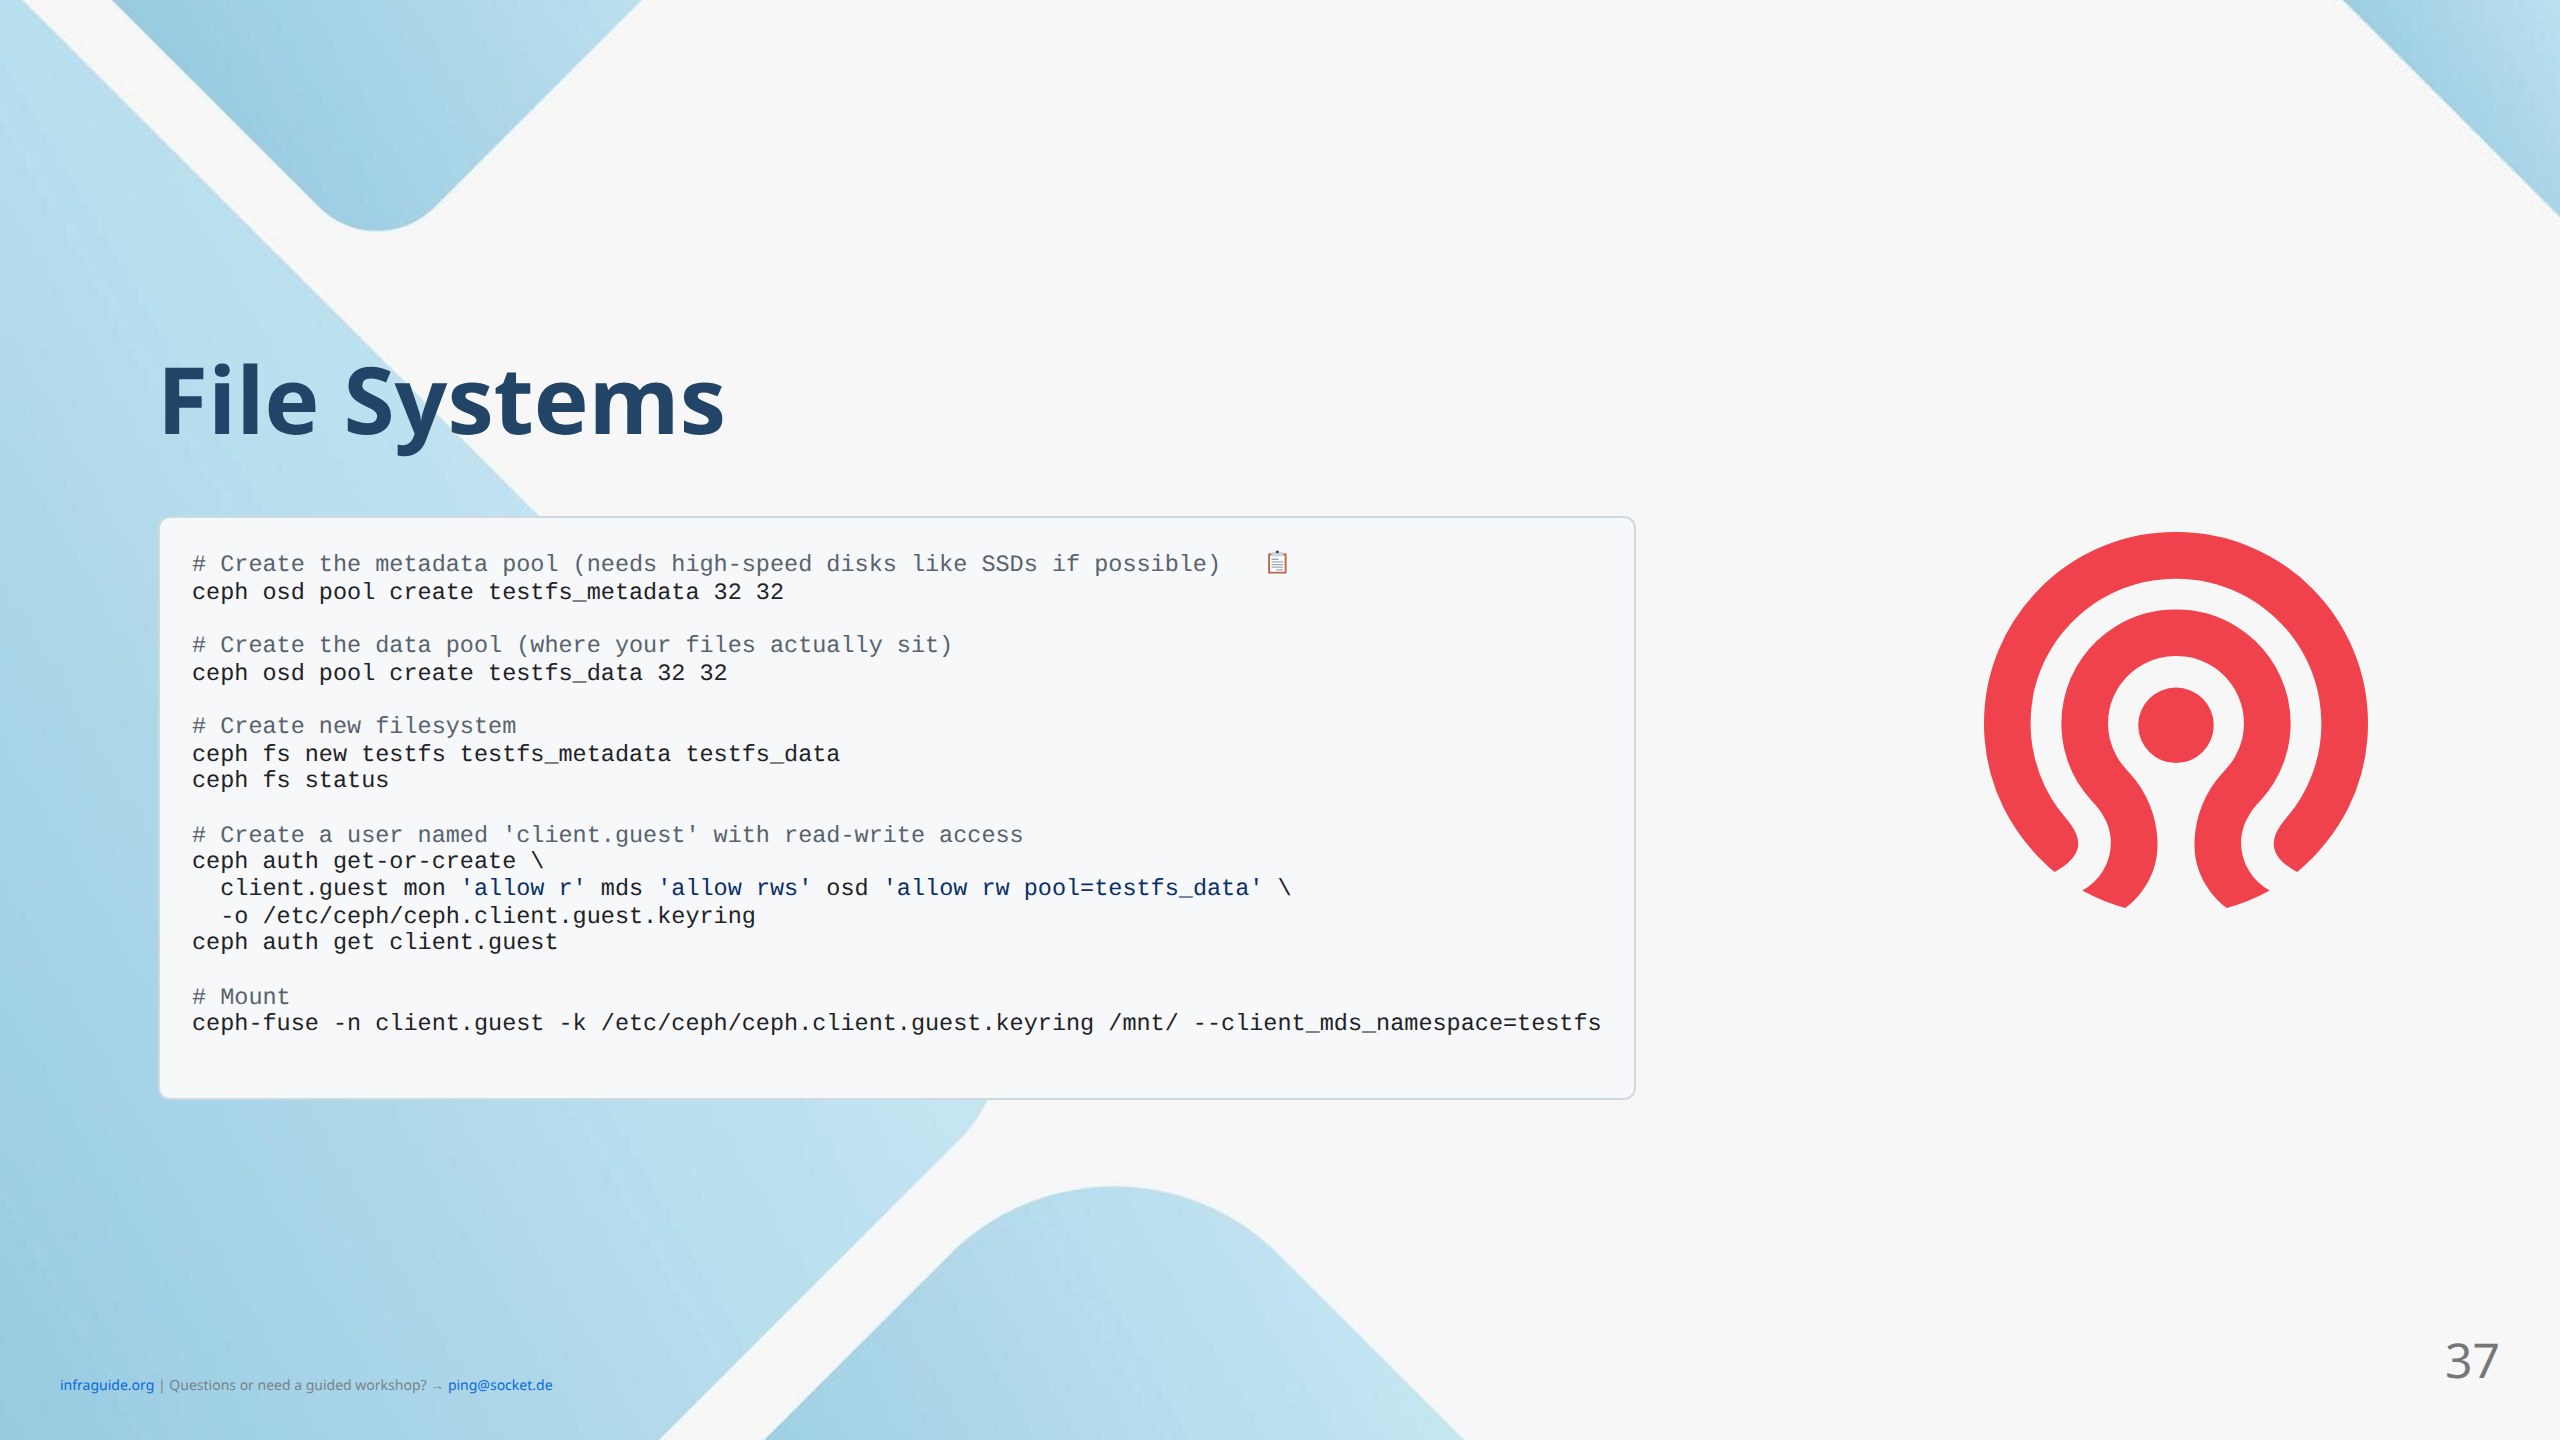 File Systems
# Create the metadata pool (needs high-speed disks like SSDs if possible)
ceph osd pool create testfs_metadata 32 32
# Create the data pool (where your files actually sit)
ceph osd pool create testfs_data 32 32
# Create new filesystem
ceph fs new testfs testfs_metadata testfs_data
ceph fs status
# Create a user named 'client.guest' with read-write access
ceph auth get-or-create \
  client.guest mon 'allow r' mds 'allow rws' osd 'allow rw pool=testfs_data' \
  -o /etc/ceph/ceph.client.guest.keyring
ceph auth get client.guest
# Mount
ceph-fuse -n client.guest -k /etc/ceph/ceph.client.guest.keyring /mnt/ --client_mds_namespace=testfs
infraguide.org | Questions or need a guided workshop? → ping@socket.de
37